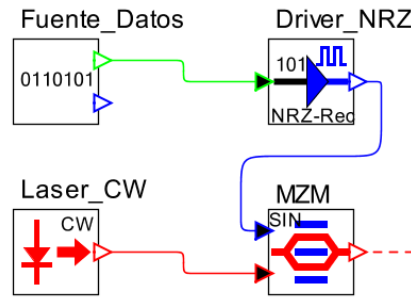 Fuente_Datos
Driver_NRZ
0110101
101
NRZ-Rec
Laser_CW
MZM
CW
SIN